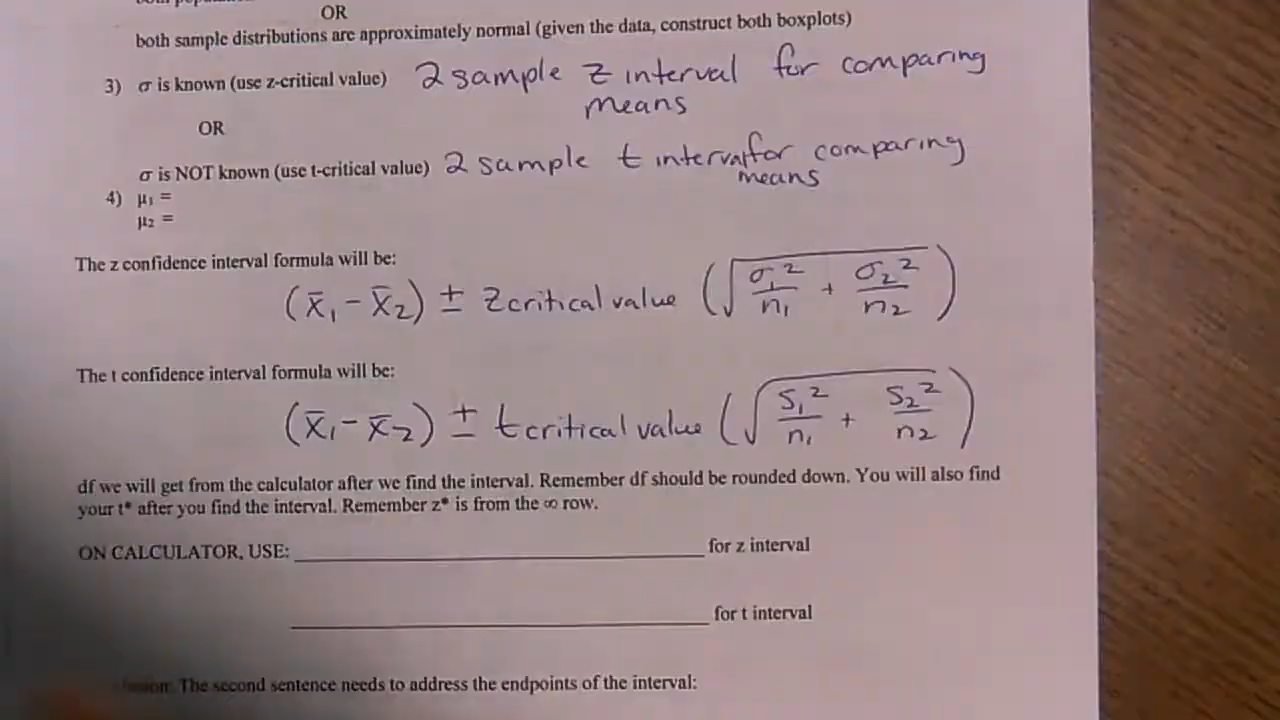 OR
both sample distributions are approximately normal (given the data, construct both boxplots)
3) σ is known (use z-critical value) 2 sample z interval for comparing
means
OR
σ is NOT known (use t-critical value) 2 sample t interval for comparing
means
4) μ₁ =
μ₂ =
The z confidence interval formula will be:
(x̄₁ - x̄₂) ± z critical value (√(σ₁²/n₁ + σ₂²/n₂))
The t confidence interval formula will be:
(x̄₁ - x̄₂) ± t critical value (√(s₁²/n₁ + s₂²/n₂))
df we will get from the calculator after we find the interval. Remember df should be rounded down. You will also find
your t* after you find the interval. Remember z* is from the ∞ row.
ON CALCULATOR, USE: ____________ for z interval
____________ for t interval
The second sentence needs to address the endpoints of the interval: